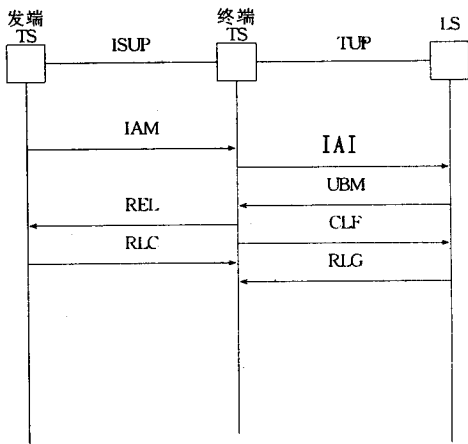 发端 TS
终端 TS
LS
ISUP
TUP
IAM
IAI
UBM
REL
CLF
RLC
RLG